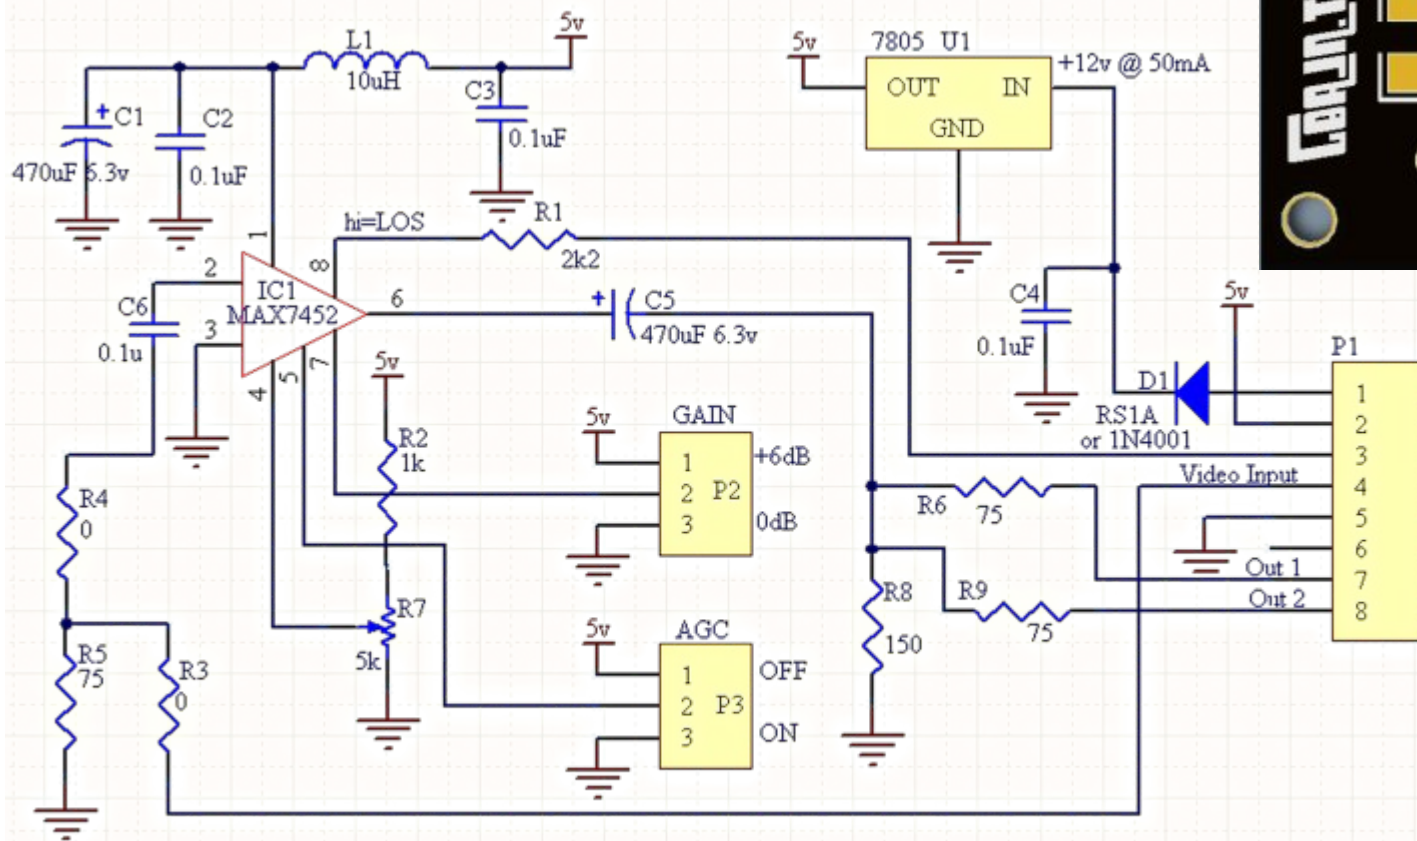 L1
10uH
5v
C1
+
470uF 6.3v
C2
0.1uF
C3
0.1uF
5v
7805 U1
+12v @ 50mA
OUT
IN
GND
hi=LOS
R1
2k2
1
2
3
4
5
6
7
8
IC1
MAX7452
C6
0.1u
+
C5
470uF 6.3v
C4
0.1uF
5v
P1
D1
RS1A
or 1N4001
1
2
3
4
5
6
7
8
Video Input
Out 1
Out 2
5v
R2
1k
R7
5k
5v
GAIN
1
2
3
P2
+6dB
0dB
5v
AGC
1
2
3
P3
OFF
ON
R4
0
R5
75
R3
0
R6
75
R8
150
R9
75